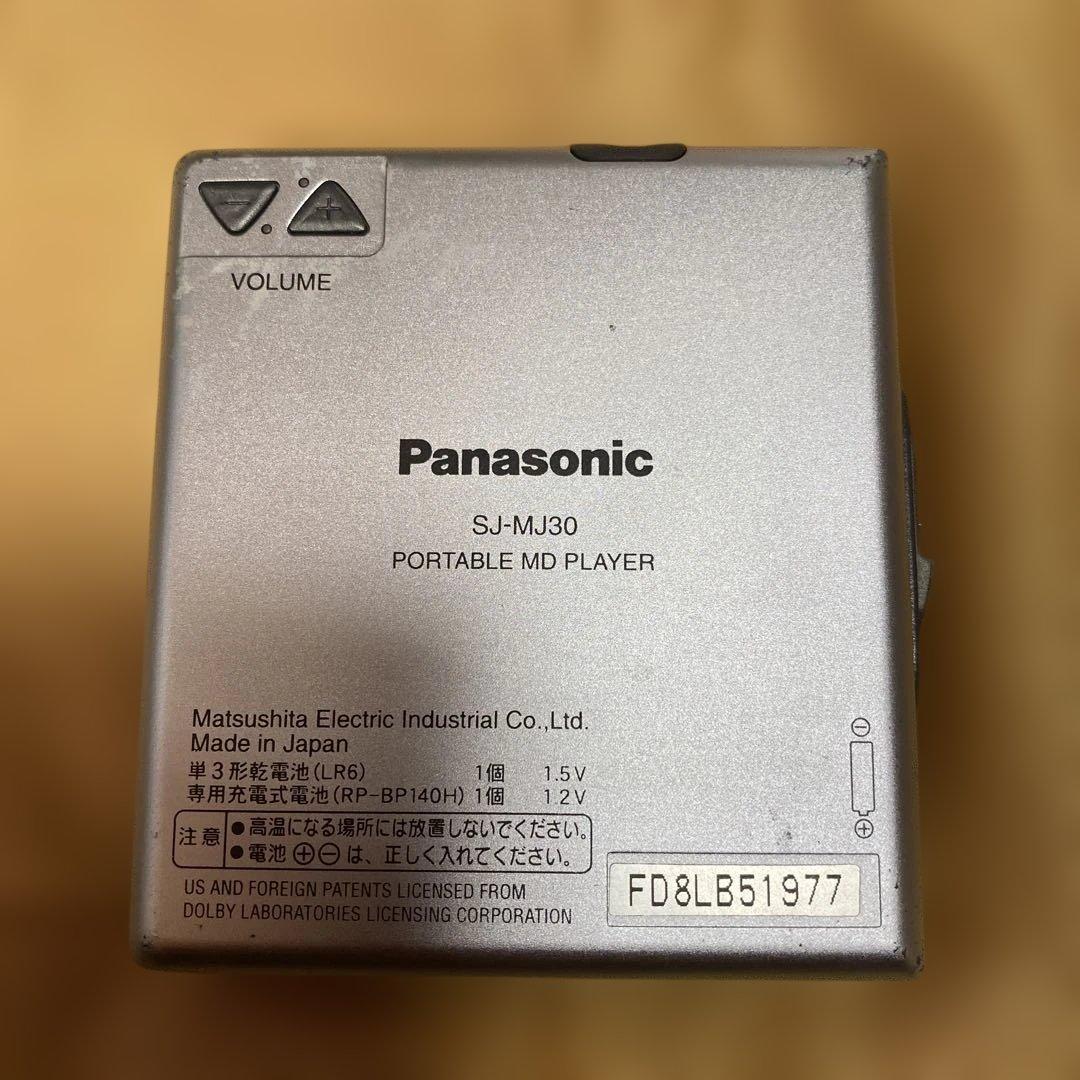 − +
VOLUME
Panasonic
SJ-MJ30
PORTABLE MD PLAYER
Matsushita Electric Industrial Co.,Ltd.
Made in Japan
単3形乾電池(LR6) 1個 1.5V
専用充電式電池(RP-BP140H) 1個 1.2V
注意
●高温になる場所には放置しないでください。
●電池⊕⊖は、正しく入れてください。
US AND FOREIGN PATENTS LICENSED FROM
DOLBY LABORATORIES LICENSING CORPORATION
⊖
⊕
FD8LB51977